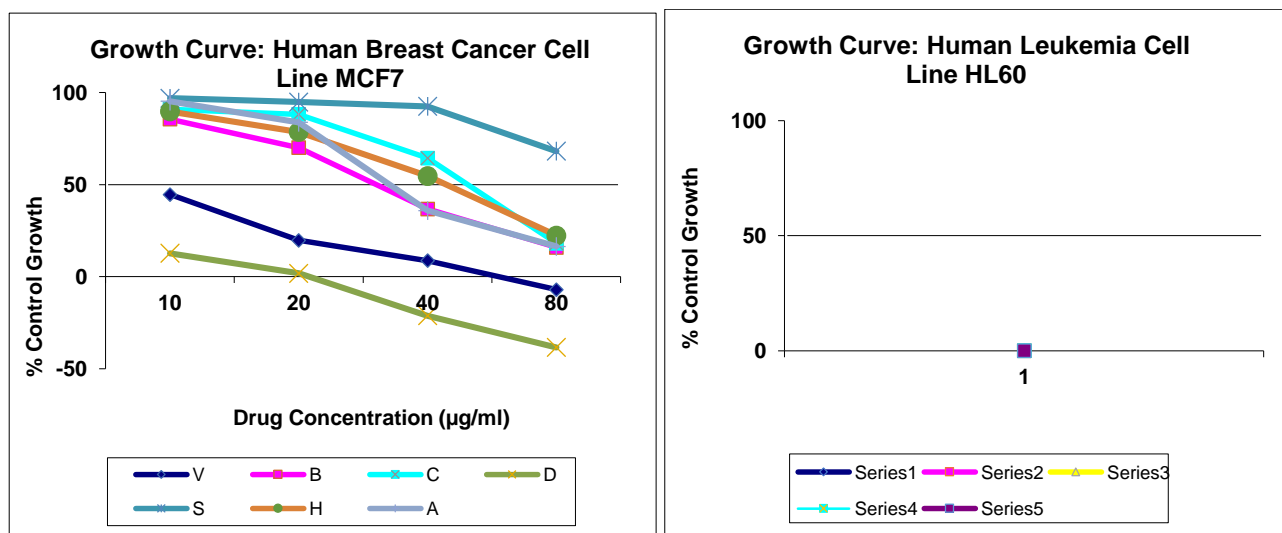 Growth Curve: Human Breast Cancer Cell
Line MCF7
100
50
0
-50
% Control Growth
10 20 40 80
Drug Concentration (µg/ml)
V B C D
S H A
Growth Curve: Human Leukemia Cell
Line HL60
100
50
0
% Control Growth
1
Series1 Series2 Series3
Series4 Series5